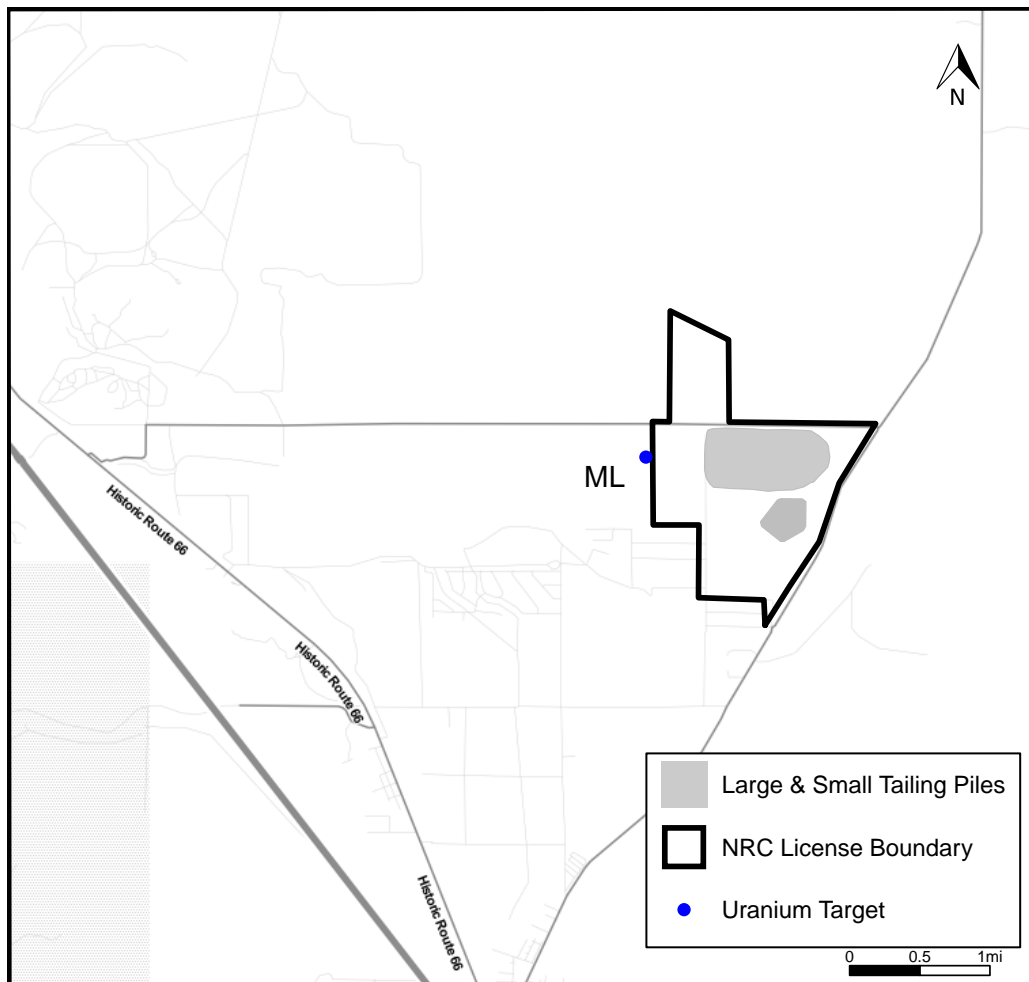 N
ML
Historic Route 66
Historic Route 66
Historic Route 66
Large & Small Tailing Piles
NRC License Boundary
Uranium Target
0 0.5 1mi